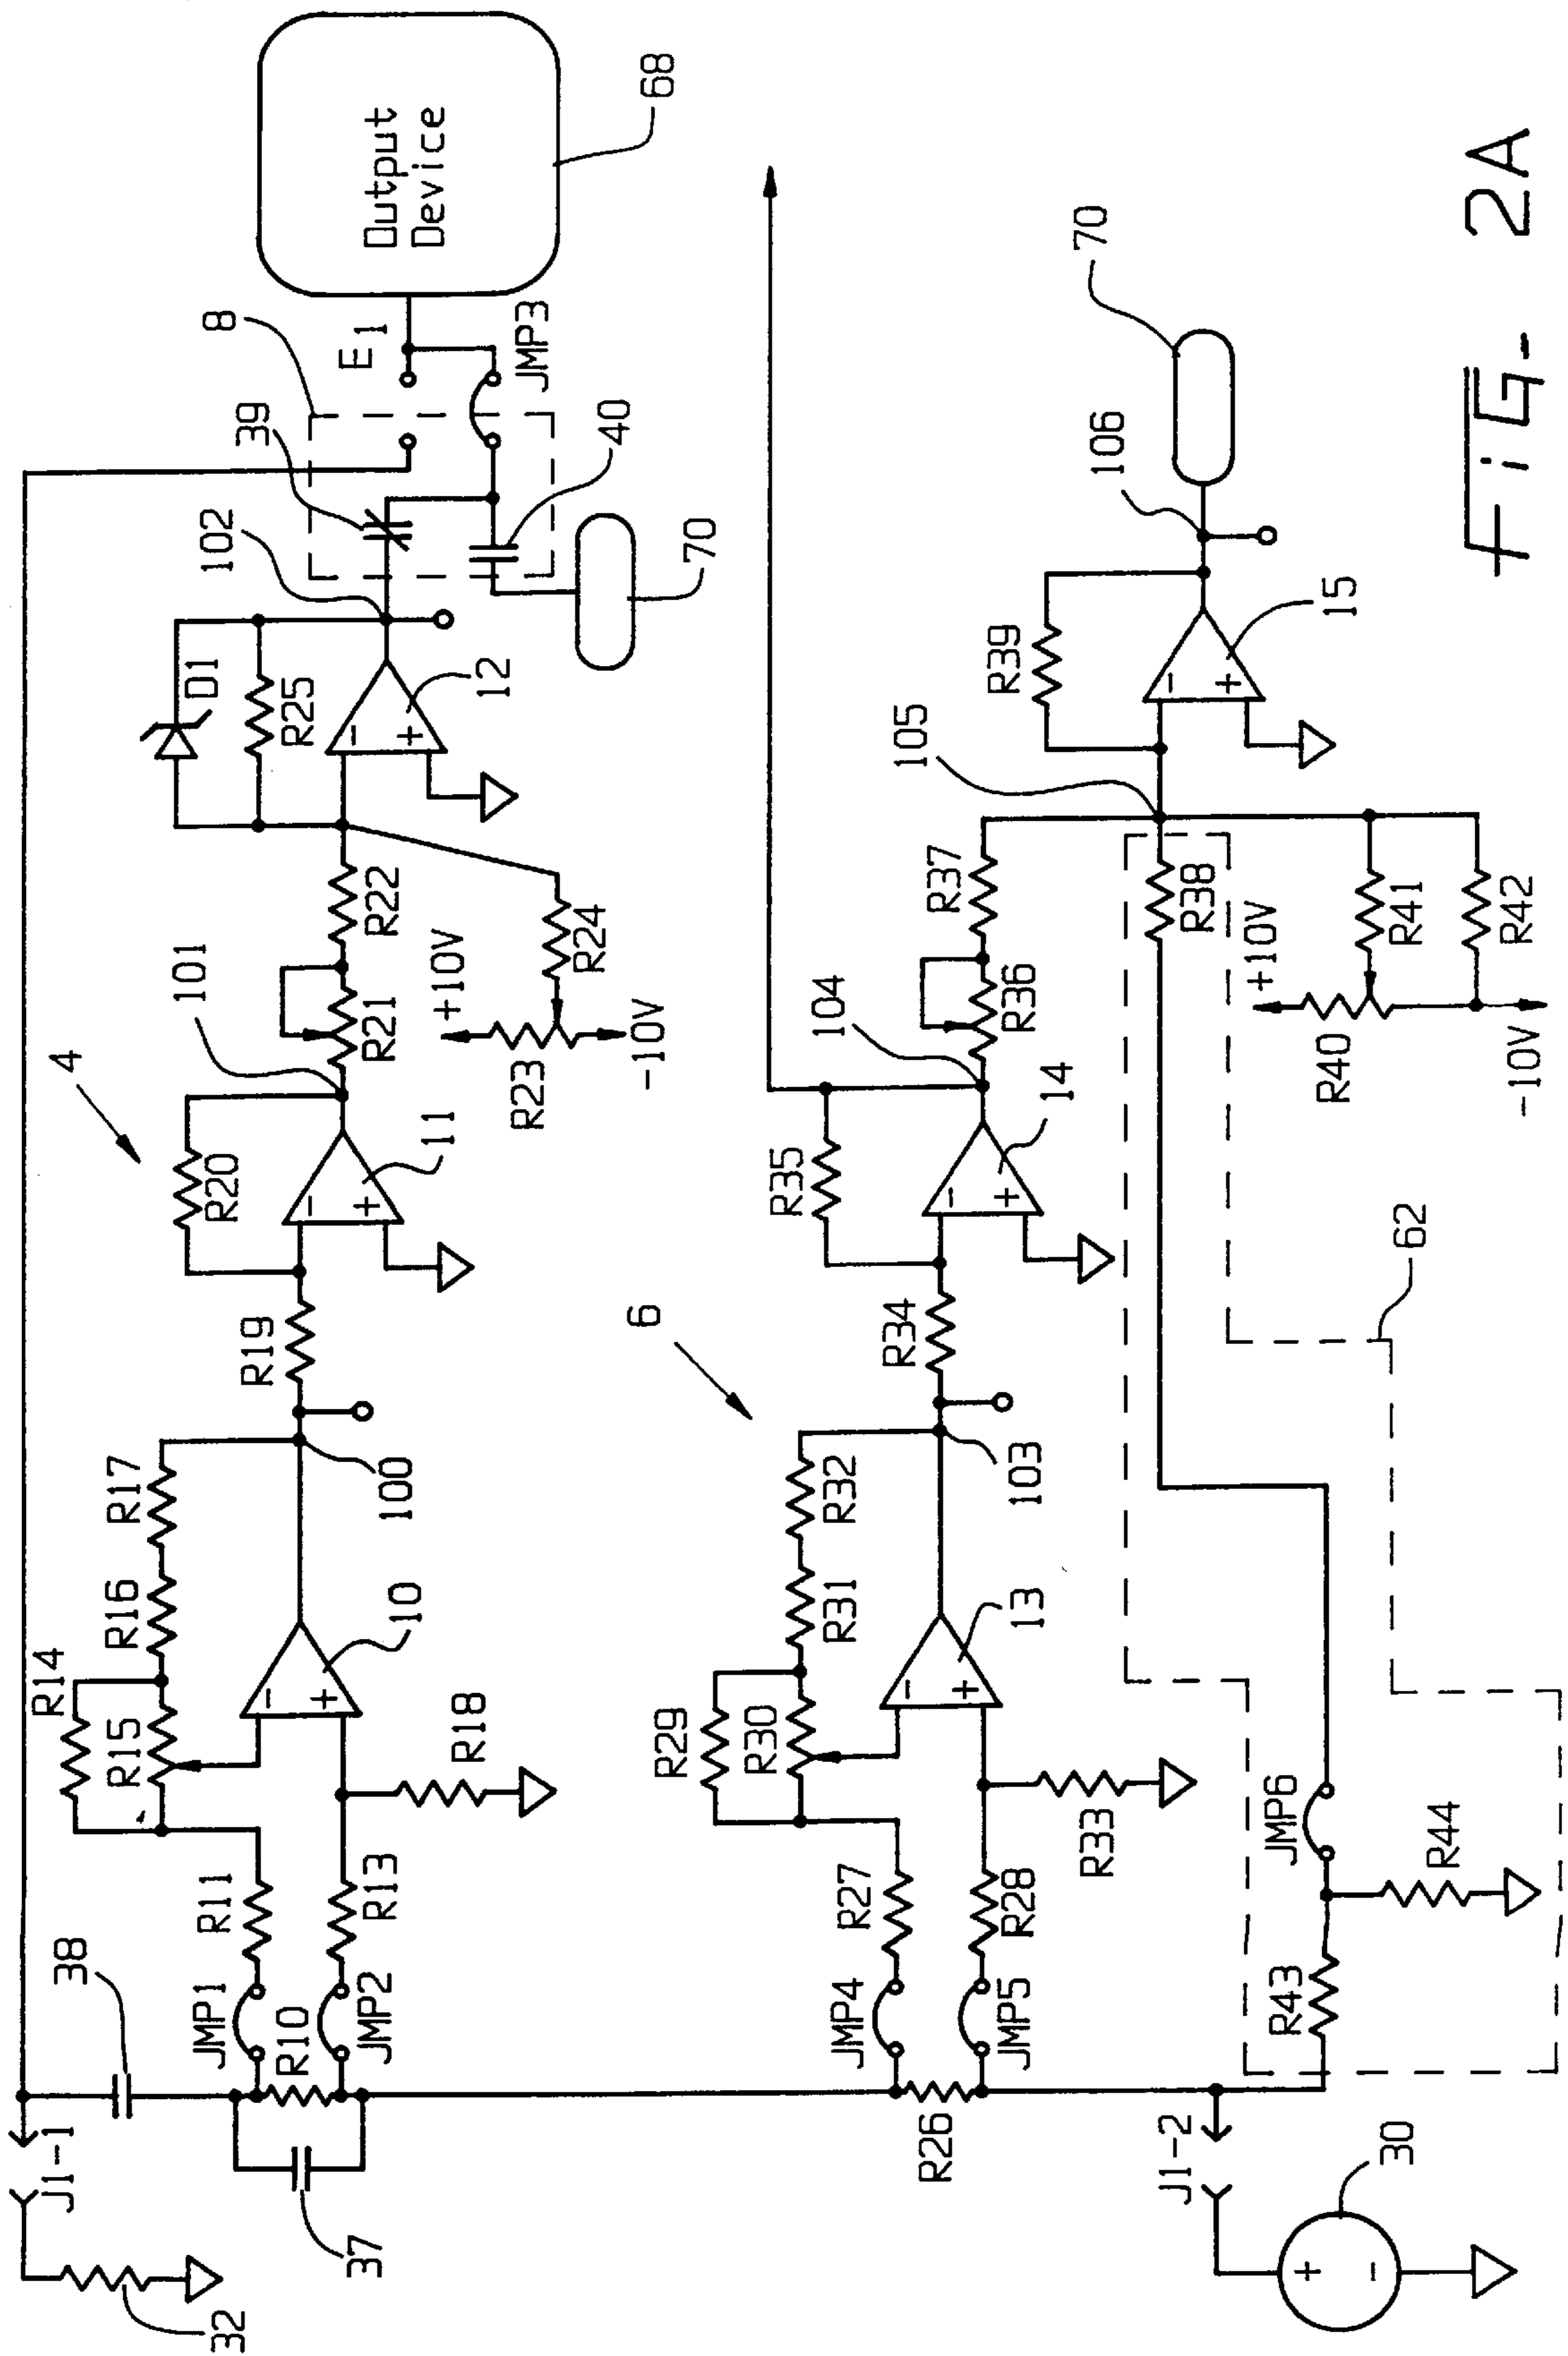 J1-1
32
38
37
R10
JMP1
JMP2
R11
R13
R14
R15
R16
R17
R18
-
+
10
100
R19
R20
-
+
11
4
101
R21
R22
R23
+10V
-10V
R24
D1
R25
-
+
12
102
39
8
E1
JMP3
40
70
Output
Device
68
R26
JMP4
JMP5
R27
R28
R29
R30
R31
R32
R33
-
+
13
103
6
R34
R35
-
+
14
104
R36
R37
105
R38
R39
-
+
15
106
70
R40
+10V
-10V
R41
R42
62
J1-2
30
+
-
R43
JMP6
R44
FiG- 2A